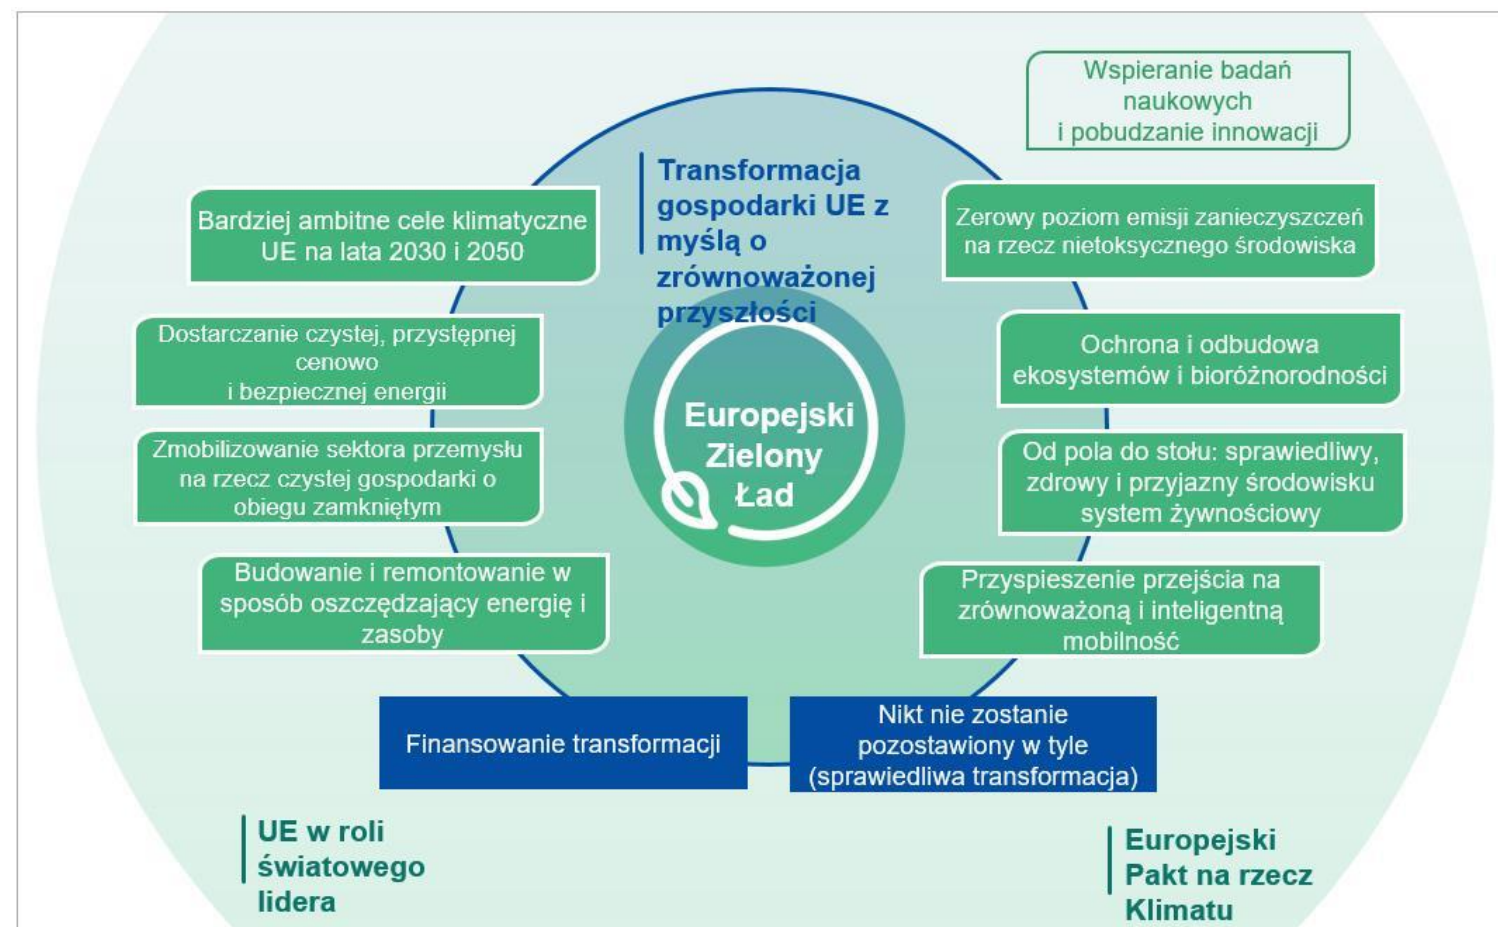 Wspieranie badań
naukowych
i pobudzanie innowacji
Transformacja
gospodarki UE z
myślą o
zrównoważonej
przyszłości
Bardziej ambitne cele klimatyczne
UE na lata 2030 i 2050
Dostarczanie czystej, przystępnej
cenowo
i bezpiecznej energii
Zmobilizowanie sektora przemysłu
na rzecz czystej gospodarki o
obiegu zamkniętym
Budowanie i remontowanie w
sposób oszczędzający energię i
zasoby
Europejski
Zielony
Ład
Zerowy poziom emisji zanieczyszczeń
na rzecz nietoksycznego środowiska
Ochrona i odbudowa
ekosystemów i bioróżnorodności
Od pola do stołu: sprawiedliwy,
zdrowy i przyjazny środowisku
system żywnościowy
Przyspieszenie przejścia na
zrównoważoną i inteligentną
mobilność
Finansowanie transformacji
Nikt nie zostanie
pozostawiony w tyle
(sprawiedliwa transformacja)
UE w roli
światowego
lidera
Europejski
Pakt na rzecz
Klimatu